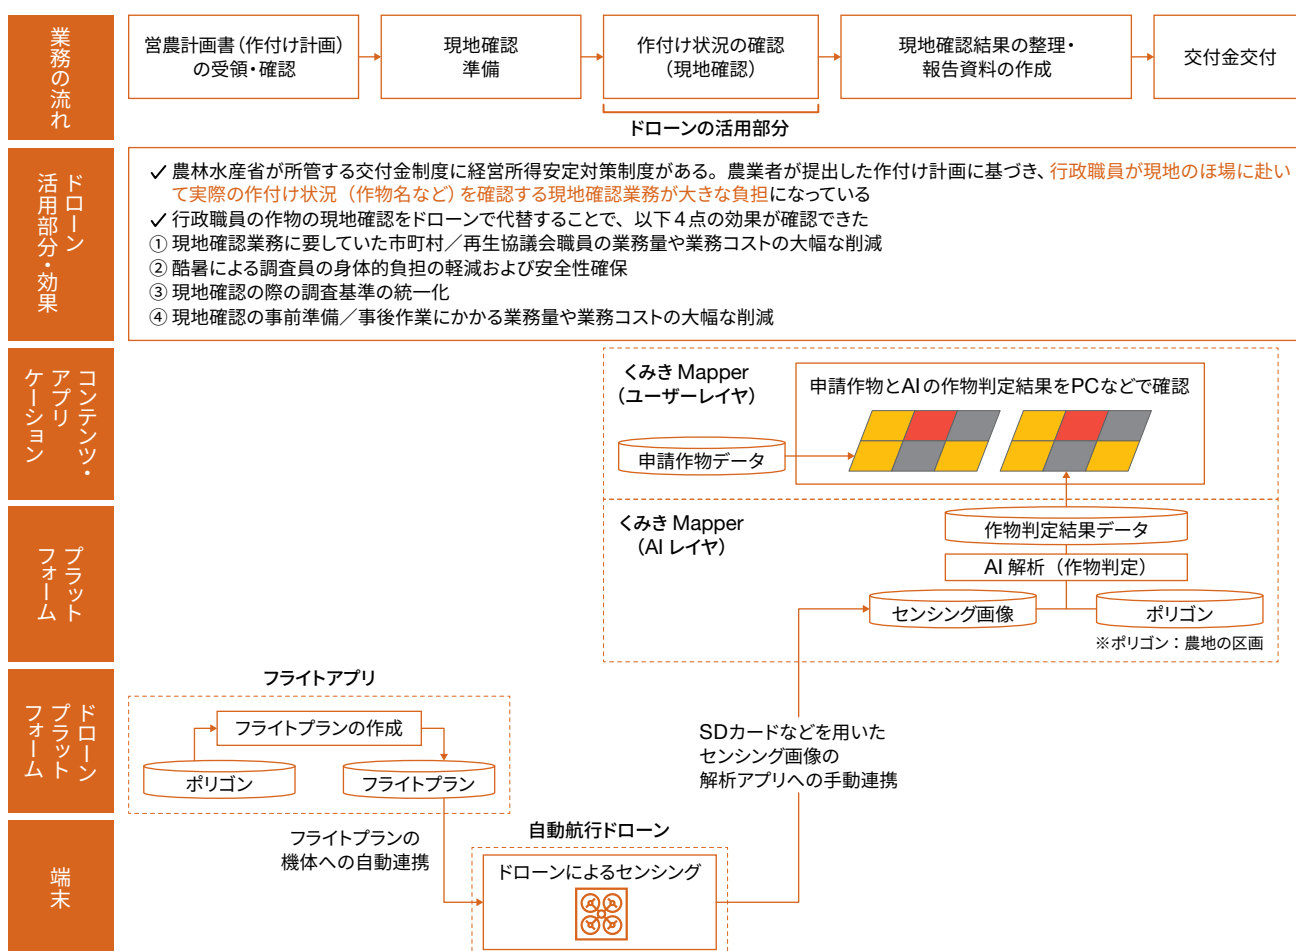 業務の流れ
営農計画書（作付け計画）
の受領・確認
現地確認
準備
作付け状況の確認
（現地確認）
現地確認結果の整理・
報告資料の作成
交付金交付
ドローンの活用部分
ドローン
活用部分・効果
✓ 農林水産省が所管する交付金制度に経営所得安定対策制度がある。農業者が提出した作付け計画に基づき、行政職員が現地のほ場に赴い
て実際の作付け状況（作物名など）を確認する現地確認業務が大きな負担になっている
✓ 行政職員の作物の現地確認をドローンで代替することで、以下４点の効果が確認できた
① 現地確認業務に要していた市町村／再生協議会職員の業務量や業務コストの大幅な削減
② 酷暑による調査員の身体的負担の軽減および安全性確保
③ 現地確認の際の調査基準の統一化
④ 現地確認の事前準備／事後作業にかかる業務量や業務コストの大幅な削減
コンテンツ・
アプリ
ケーション
くみき Mapper
（ユーザーレイヤ）
申請作物とAIの作物判定結果をPCなどで確認
申請作物データ
プラット
フォーム
くみき Mapper
（AI レイヤ）
作物判定結果データ
AI 解析（作物判定）
センシング画像
ポリゴン
※ポリゴン：農地の区画
ドローン
プラット
フォーム
フライトアプリ
フライトプランの作成
ポリゴン
フライトプラン
SDカードなどを用いた
センシング画像の
解析アプリへの手動連携
フライトプランの
機体への自動連携
端末
自動航行ドローン
ドローンによるセンシング